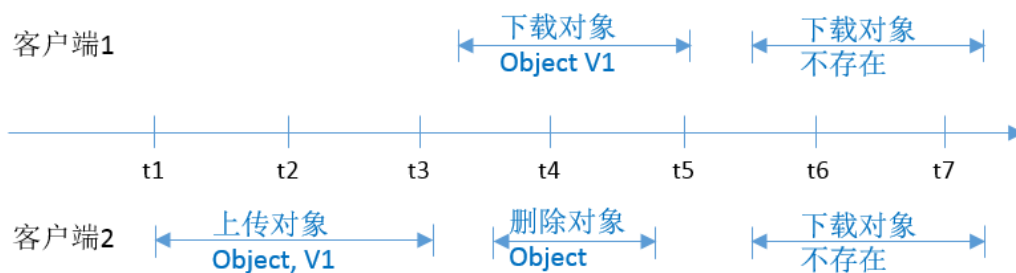 下载对象
Object V1
下载对象
不存在
客户端1
t1 t2 t3 t4 t5 t6 t7
客户端2
上传对象
Object, V1
删除对象
Object
下载对象
不存在